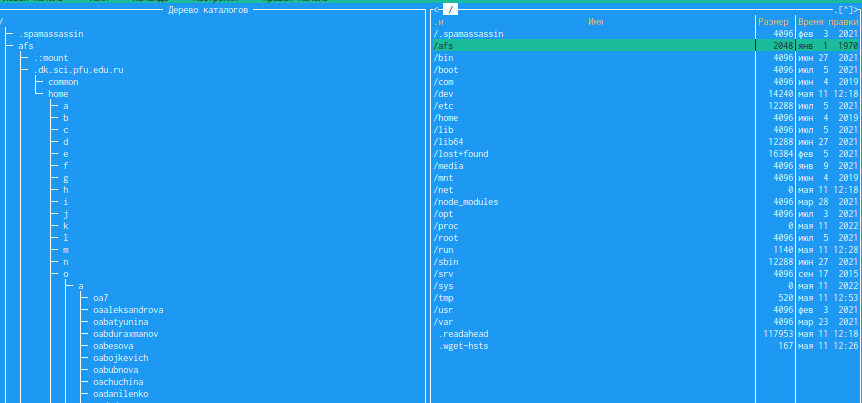 Дерево каталогов
/
.spamassassin
afs
.:mount
.dk.sci.pfu.edu.ru
common
home
a
b
c
d
e
f
g
h
i
j
k
l
m
n
o
a
oa7
oaaleksandrova
oabatyunina
oabduraxmanov
oabesova
oabojkevich
oabubnova
oachuchina
oadanilenko
<─ / .[^]>
.и Имя Размер Время правки
/.spamassassin 4096 фев 3 2021
/afs 2048 янв 1 1970
/bin 4096 июн 27 2021
/boot 4096 июл 5 2021
/com 4096 июн 4 2019
/dev 14240 мая 11 12:18
/etc 12288 июл 5 2021
/home 4096 июн 4 2019
/lib 4096 июл 5 2021
/lib64 12288 июн 27 2021
/lost+found 16384 фев 5 2021
/media 4096 янв 9 2021
/mnt 4096 июн 4 2019
/net 0 мая 11 12:18
/node_modules 4096 мар 28 2021
/opt 4096 июл 3 2021
/proc 0 мая 11 2022
/root 4096 июл 5 2021
/run 1140 мая 11 12:28
/sbin 12288 июн 27 2021
/srv 4096 сен 17 2015
/sys 0 мая 11 2022
/tmp 520 мая 11 12:53
/usr 4096 фев 3 2021
/var 4096 мар 23 2021
.readahead 117953 мая 11 12:18
.wget-hsts 167 мая 11 12:26